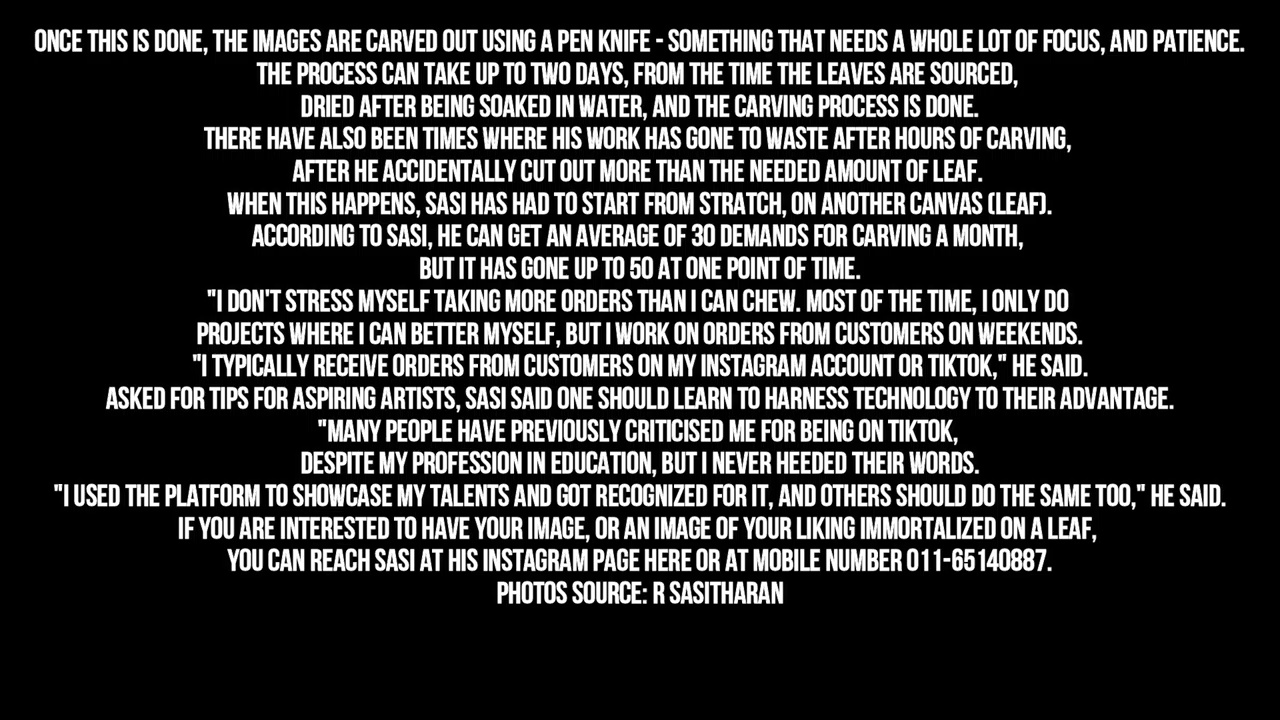 ONCE THIS IS DONE, THE IMAGES ARE CARVED OUT USING A PEN KNIFE - SOMETHING THAT NEEDS A WHOLE LOT OF FOCUS, AND PATIENCE.
THE PROCESS CAN TAKE UP TO TWO DAYS, FROM THE TIME THE LEAVES ARE SOURCED,
DRIED AFTER BEING SOAKED IN WATER, AND THE CARVING PROCESS IS DONE.
THERE HAVE ALSO BEEN TIMES WHERE HIS WORK HAS GONE TO WASTE AFTER HOURS OF CARVING,
AFTER HE ACCIDENTALLY CUT OUT MORE THAN THE NEEDED AMOUNT OF LEAF.
WHEN THIS HAPPENS, SASI HAS HAD TO START FROM STRATCH, ON ANOTHER CANVAS (LEAF).
ACCORDING TO SASI, HE CAN GET AN AVERAGE OF 30 DEMANDS FOR CARVING A MONTH,
BUT IT HAS GONE UP TO 50 AT ONE POINT OF TIME.
"I DON'T STRESS MYSELF TAKING MORE ORDERS THAN I CAN CHEW. MOST OF THE TIME, I ONLY DO
PROJECTS WHERE I CAN BETTER MYSELF, BUT I WORK ON ORDERS FROM CUSTOMERS ON WEEKENDS.
"I TYPICALLY RECEIVE ORDERS FROM CUSTOMERS ON MY INSTAGRAM ACCOUNT OR TIKTOK," HE SAID.
ASKED FOR TIPS FOR ASPIRING ARTISTS, SASI SAID ONE SHOULD LEARN TO HARNESS TECHNOLOGY TO THEIR ADVANTAGE.
"MANY PEOPLE HAVE PREVIOUSLY CRITICISED ME FOR BEING ON TIKTOK,
DESPITE MY PROFESSION IN EDUCATION, BUT I NEVER HEEDED THEIR WORDS.
"I USED THE PLATFORM TO SHOWCASE MY TALENTS AND GOT RECOGNIZED FOR IT, AND OTHERS SHOULD DO THE SAME TOO," HE SAID.
IF YOU ARE INTERESTED TO HAVE YOUR IMAGE, OR AN IMAGE OF YOUR LIKING IMMORTALIZED ON A LEAF,
YOU CAN REACH SASI AT HIS INSTAGRAM PAGE HERE OR AT MOBILE NUMBER 011-65140887.
PHOTOS SOURCE: R SASITHARAN